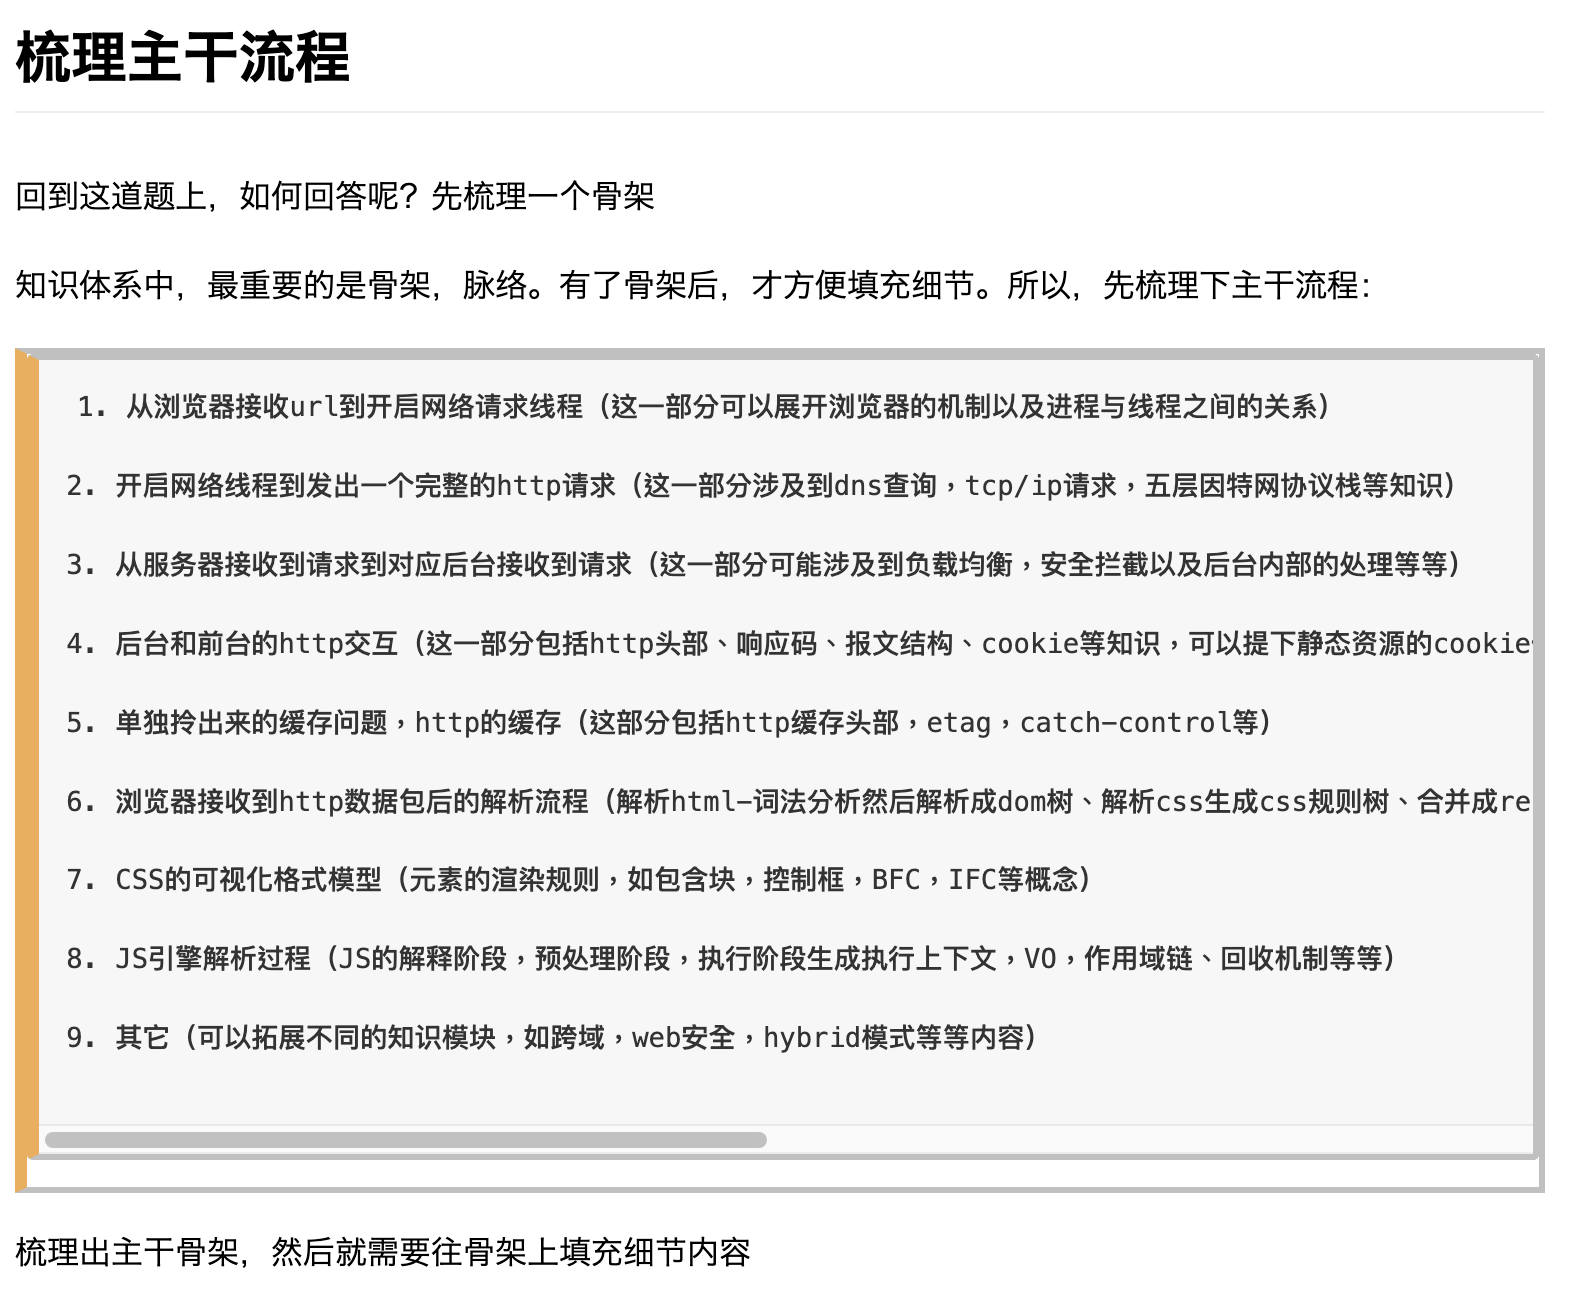 梳理主干流程
回到这道题上，如何回答呢？先梳理一个骨架
知识体系中，最重要的是骨架，脉络。有了骨架后，才方便填充细节。所以，先梳理下主干流程：
1. 从浏览器接收url到开启网络请求线程（这一部分可以展开浏览器的机制以及进程与线程之间的关系）
2. 开启网络线程到发出一个完整的http请求（这一部分涉及到dns查询，tcp/ip请求，五层因特网协议栈等知识）
3. 从服务器接收到请求到对应后台接收到请求（这一部分可能涉及到负载均衡，安全拦截以及后台内部的处理等等）
4. 后台和前台的http交互（这一部分包括http头部、响应码、报文结构、cookie等知识，可以提下静态资源的cookie
5. 单独拎出来的缓存问题，http的缓存（这部分包括http缓存头部，etag，catch-control等）
6. 浏览器接收到http数据包后的解析流程（解析html-词法分析然后解析成dom树、解析css生成css规则树、合并成re
7. CSS的可视化格式模型（元素的渲染规则，如包含块，控制框，BFC，IFC等概念）
8. JS引擎解析过程（JS的解释阶段，预处理阶段，执行阶段生成执行上下文，VO，作用域链、回收机制等等）
9. 其它（可以拓展不同的知识模块，如跨域，web安全，hybrid模式等等内容）
梳理出主干骨架，然后就需要往骨架上填充细节内容